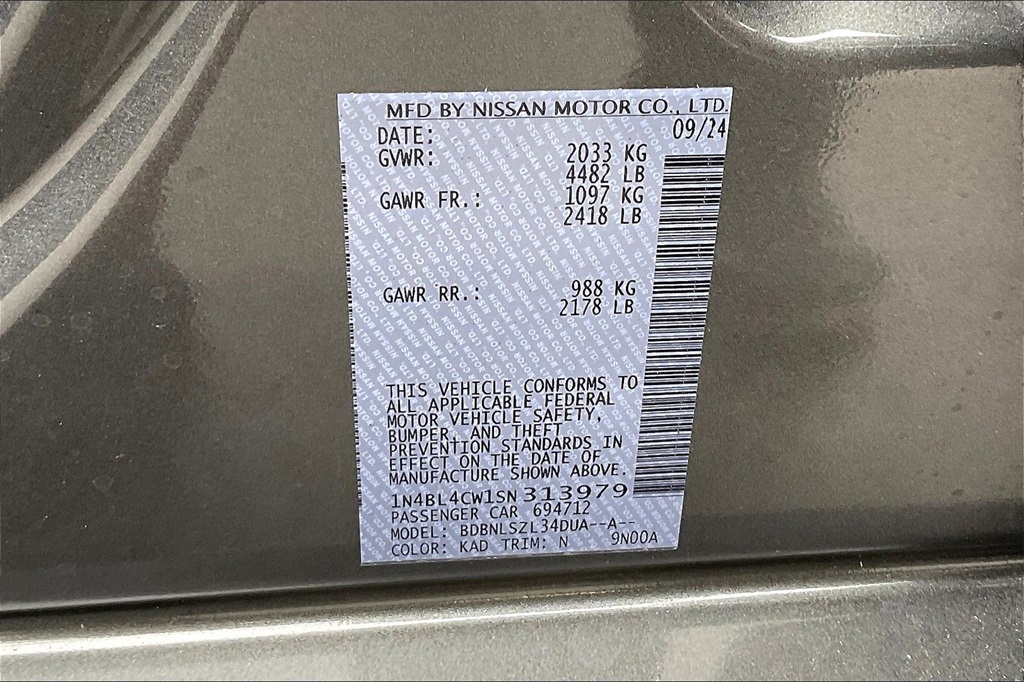 MFD BY NISSAN MOTOR CO., LTD.
DATE: 09/24
GVWR: 2033 KG
4482 LB
GAWR FR.: 1097 KG
2418 LB
GAWR RR.: 988 KG
2178 LB
THIS VEHICLE CONFORMS TO
ALL APPLICABLE FEDERAL
MOTOR VEHICLE SAFETY,
BUMPER, AND THEFT
PREVENTION STANDARDS IN
EFFECT ON THE DATE OF
MANUFACTURE SHOWN ABOVE.
1N4BL4CW1SN313979
PASSENGER CAR 694712
MODEL: BDBNLSZL34DUA--A--
COLOR: KAD TRIM: N 9N00A